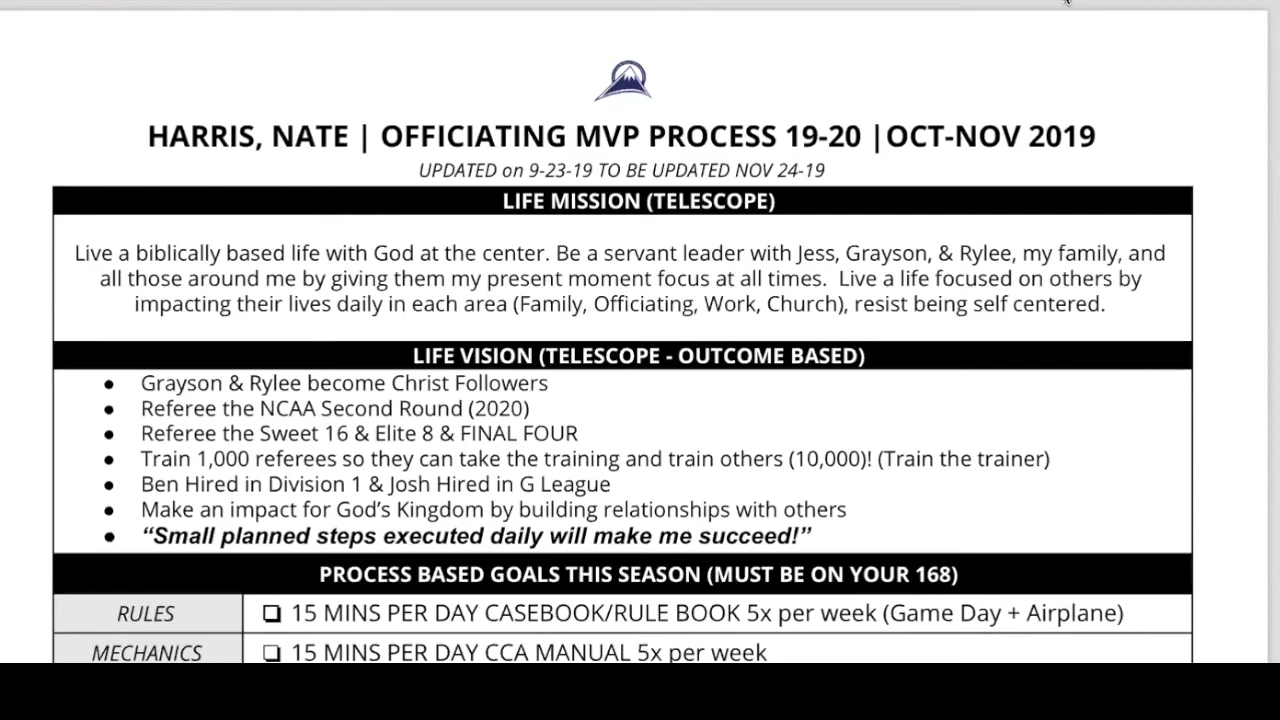 HARRIS, NATE | OFFICIATING MVP PROCESS 19-20 |OCT-NOV 2019
UPDATED on 9-23-19 TO BE UPDATED NOV 24-19
LIFE MISSION (TELESCOPE)
Live a biblically based life with God at the center. Be a servant leader with Jess, Grayson, & Rylee, my family, and
all those around me by giving them my present moment focus at all times.  Live a life focused on others by
impacting their lives daily in each area (Family, Officiating, Work, Church), resist being self centered.
LIFE VISION (TELESCOPE - OUTCOME BASED)
● Grayson & Rylee become Christ Followers
● Referee the NCAA Second Round (2020)
● Referee the Sweet 16 & Elite 8 & FINAL FOUR
● Train 1,000 referees so they can take the training and train others (10,000)! (Train the trainer)
● Ben Hired in Division 1 & Josh Hired in G League
● Make an impact for God’s Kingdom by building relationships with others
● “Small planned steps executed daily will make me succeed!”
PROCESS BASED GOALS THIS SEASON (MUST BE ON YOUR 168)
RULES ❏ 15 MINS PER DAY CASEBOOK/RULE BOOK 5x per week (Game Day + Airplane)
MECHANICS ❏ 15 MINS PER DAY CCA MANUAL 5x per week